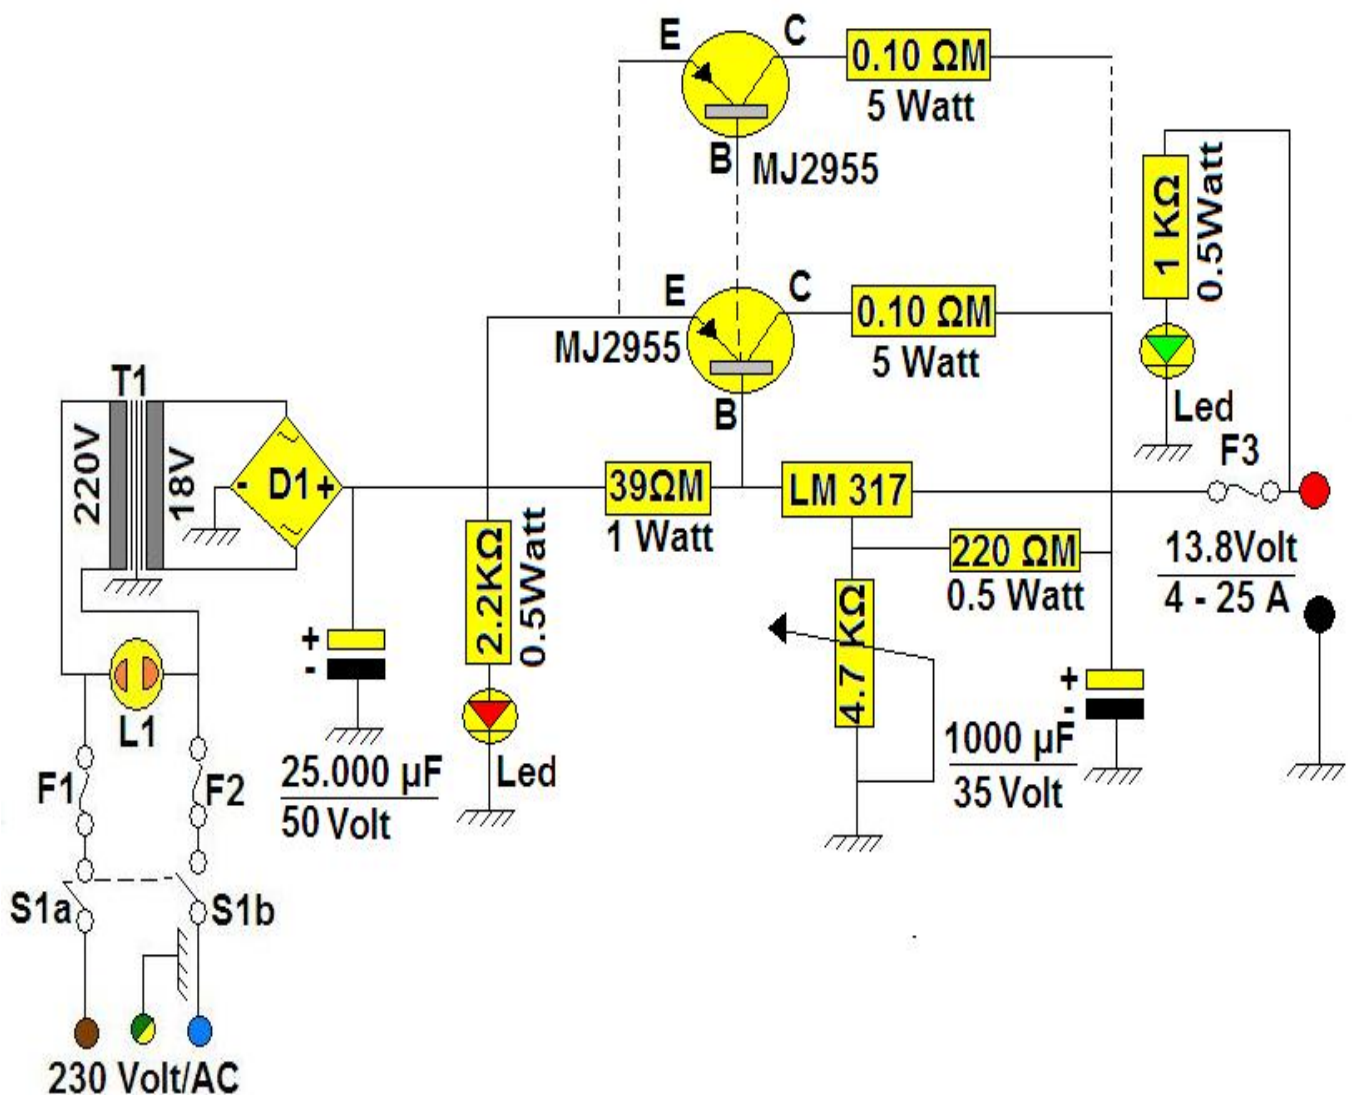 E
C
0.10 ΩM
5 Watt
B
MJ2955
1 KΩ
0.5Watt
E
C
0.10 ΩM
5 Watt
MJ2955
B
Led
T1
220V
18V
- D1+
39ΩM
1 Watt
LM 317
F3
2.2KΩ
0.5Watt
220 ΩM
0.5 Watt
13.8Volt
4 - 25 A
4.7 KΩ
+
-
L1
Led
25.000 µF
50 Volt
+
-
1000 µF
35 Volt
F1
F2
S1a
S1b
230 Volt/AC